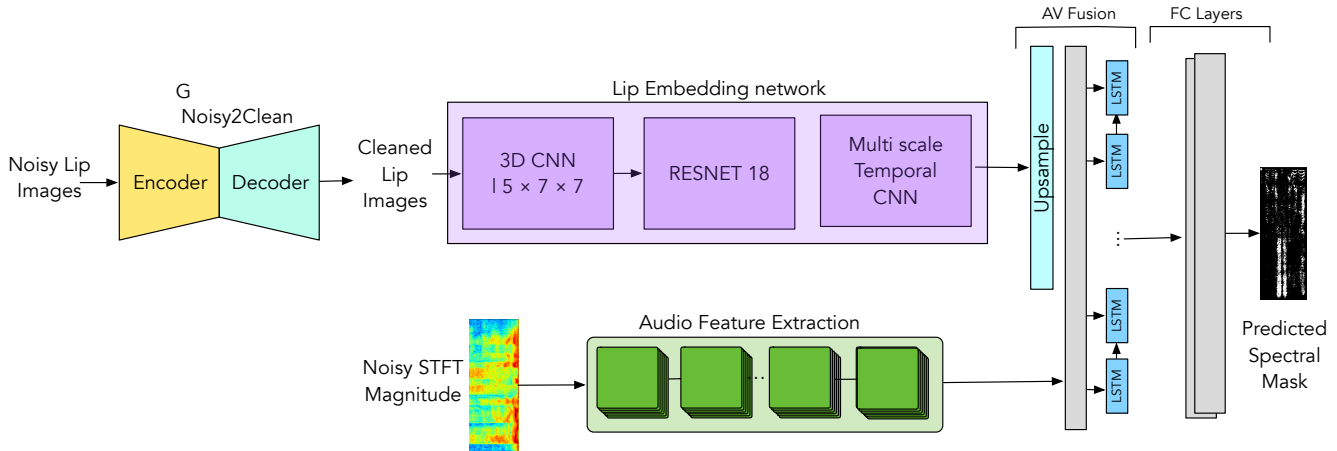 AV Fusion
FC Layers
G
Noisy2Clean
Lip Embedding network
Noisy Lip
Images
Encoder
Decoder
Cleaned
Lip
Images
3D CNN
l 5 × 7 × 7
RESNET 18
Multi scale
Temporal
CNN
Upsample
LSTM
LSTM
...
LSTM
LSTM
Audio Feature Extraction
Noisy STFT
Magnitude
...
Predicted
Spectral
Mask